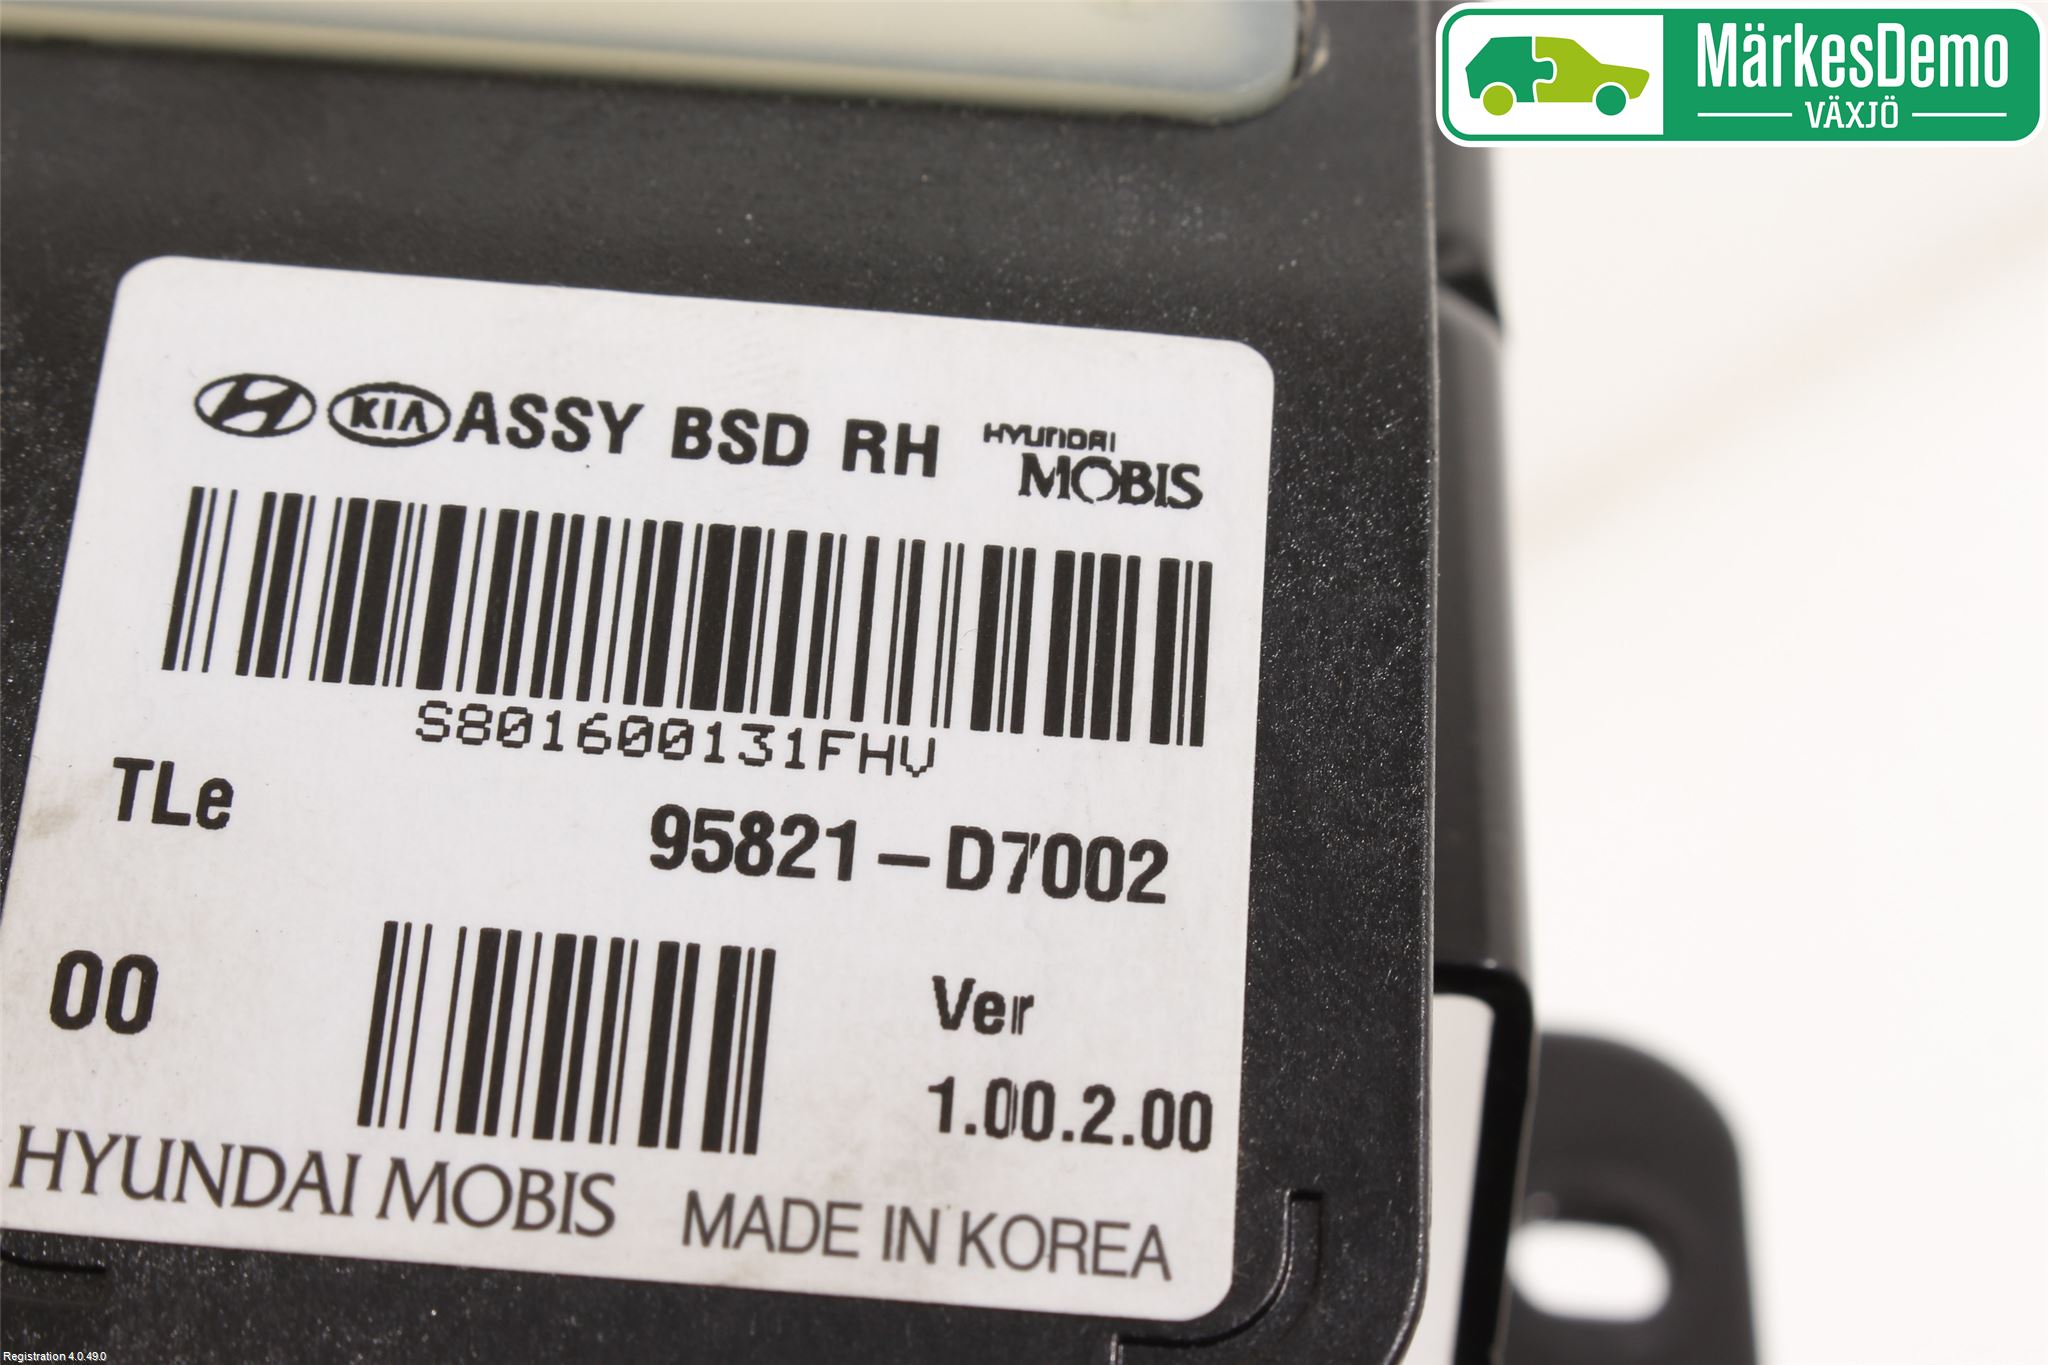 MärkesDemo
VÄXJÖ
KIA ASSY BSD RH HYUNDAI MOBIS
S801600131FHV
TLe 95821-D7002
00 Ver
1.00.2.00
HYUNDAI MOBIS MADE IN KOREA
Registration 4.0.49.0